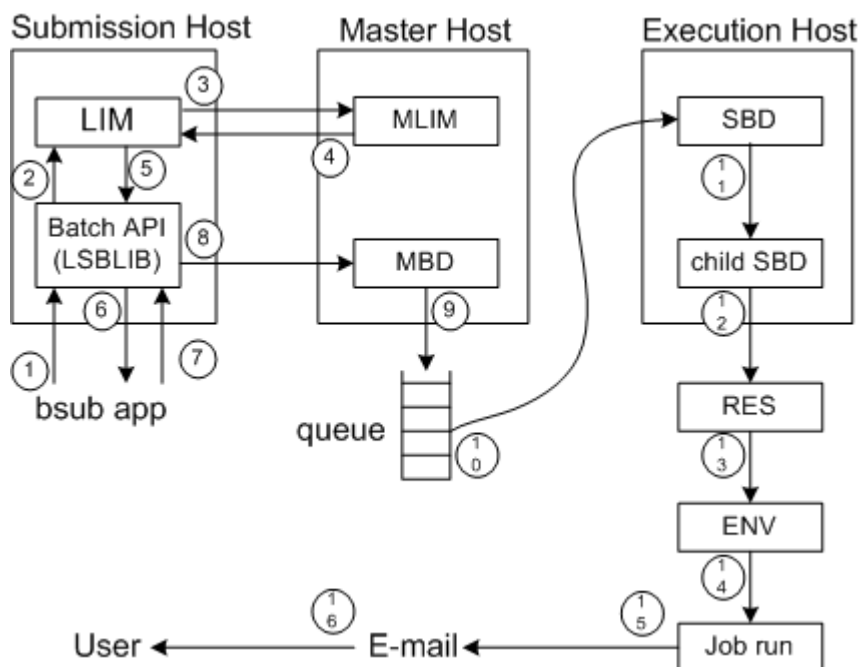 Submission Host
Master Host
Execution Host
3
LIM
MLIM
SBD
2
5
4
11
Batch API
(LSBLIB)
8
MBD
child SBD
6
9
12
1
7
bsub app
queue
10
RES
13
ENV
14
16
15
User
E-mail
Job run